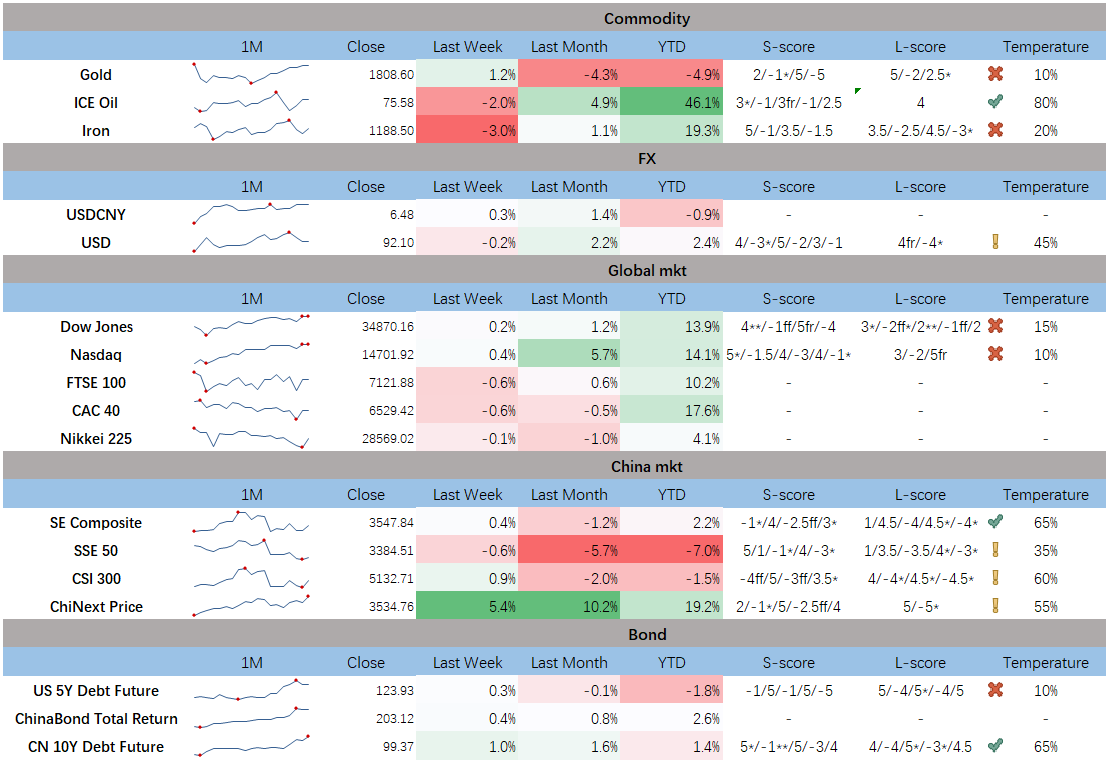 Commodity
1M Close Last Week Last Month YTD S-score L-score Temperature
Gold 1808.60 1.2% -4.3% -4.9% 2/-1*/5/-5 5/-2/2.5* 10%
ICE Oil 75.58 -2.0% 4.9% 46.1% 3*/-1/3fr/-1/2.5 4 80%
Iron 1188.50 -3.0% 1.1% 19.3% 5/-1/3.5/-1.5 3.5/-2.5/4.5/-3* 20%
FX
1M Close Last Week Last Month YTD S-score L-score Temperature
USDCNY 6.48 0.3% 1.4% -0.9% - - -
USD 92.10 -0.2% 2.2% 2.4% 4/-3*/5/-2/3/-1 4fr/-4* 45%
Global mkt
1M Close Last Week Last Month YTD S-score L-score Temperature
Dow Jones 34870.16 0.2% 1.2% 13.9% 4**/-1ff/5fr/-4 3*/-2ff*/2**/-1ff/2 15%
Nasdaq 14701.92 0.4% 5.7% 14.1% 5*/-1.5/4/-3/4/-1* 3/-2/5fr 10%
FTSE 100 7121.88 -0.6% 0.6% 10.2% - - -
CAC 40 6529.42 -0.6% -0.5% 17.6% - - -
Nikkei 225 28569.02 -0.1% -1.0% 4.1% - - -
China mkt
1M Close Last Week Last Month YTD S-score L-score Temperature
SE Composite 3547.84 0.4% -1.2% 2.2% -1*/4/-2.5ff/3* 1/4.5/-4/4.5*/-4* 65%
SSE 50 3384.51 -0.6% -5.7% -7.0% 5/1/-1*/4/-3* 1/3.5/-3.5/4*/-3* 35%
CSI 300 5132.71 0.9% -2.0% -1.5% -4ff/5/-3ff/3.5* 4/-4*/4.5*/-4.5* 60%
ChiNext Price 3534.76 5.4% 10.2% 19.2% 2/-1*/5/-2.5ff/4 5/-5* 55%
Bond
1M Close Last Week Last Month YTD S-score L-score Temperature
US 5Y Debt Future 123.93 0.3% -0.1% -1.8% -1/5/-1/5/-5 5/-4/5*/-4/5 10%
ChinaBond Total Return 203.12 0.4% 0.8% 2.6% - - -
CN 10Y Debt Future 99.37 1.0% 1.6% 1.4% 5*/-1**/5/-3/4 4/-4/5*/-3*/4.5 65%